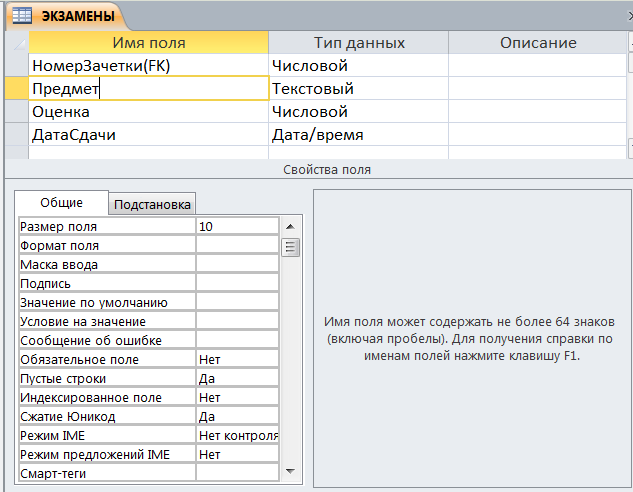 ЭКЗАМЕНЫ
Имя поля Тип данных Описание
НомерЗачетки(FK) Числовой
Предмет Текстовый
Оценка Числовой
ДатаСдачи Дата/время
Свойства поля
Общие Подстановка
Размер поля 10
Формат поля
Маска ввода
Подпись
Значение по умолчанию
Условие на значение
Сообщение об ошибке
Обязательное поле Нет
Пустые строки Да
Индексированное поле Нет
Сжатие Юникод Да
Режим IME Нет контроля
Режим предложений IME Нет
Смарт-теги
Имя поля может содержать не более 64 знаков
(включая пробелы). Для получения справки по
именам полей нажмите клавишу F1.